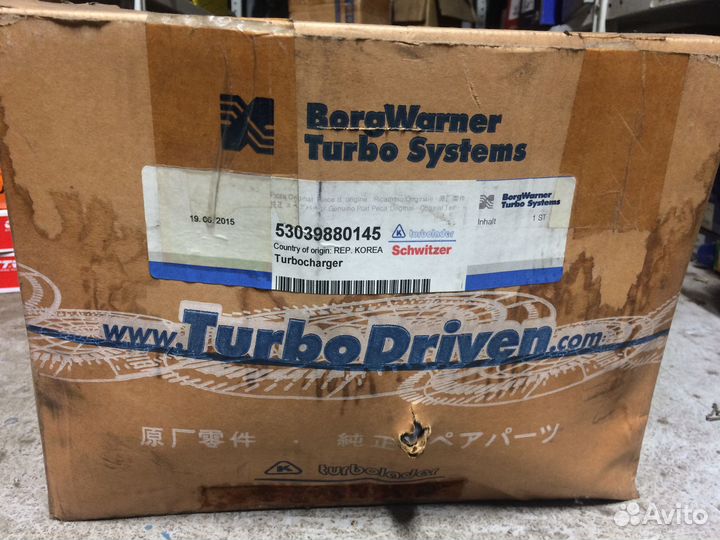 BorgWarner
Turbo Systems
19.06.2015
53039880145
Country of origin: REP. KOREA
Turbocharger
K turbolader
Schwitzer
BorgWarner
Turbo Systems
Inhalt 1 ST
www.TurboDriven.com
原厂零件 · 純正 ペアパーツ
K turbolader
Avito